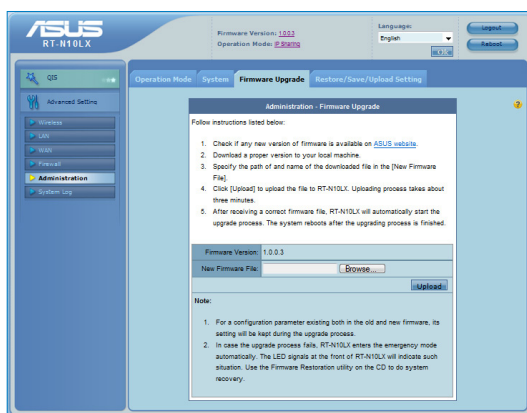 ASUS
RT-N10LX
Firmware Version: 1.0.0.3
Operation Mode: IP Sharing
Language:
English
OK
Logout
Reboot
QIS
Advanced Setting
Wireless
LAN
WAN
Firewall
Administration
System Log
Operation Mode System Firmware Upgrade Restore/Save/Upload Setting
Administration - Firmware Upgrade
Follow instructions listed below:
1. Check if any new version of firmware is available on ASUS website.
2. Download a proper version to your local machine.
3. Specify the path of and name of the downloaded file in the [New Firmware
File].
4. Click [Upload] to upload the file to RT-N10LX. Uploading process takes about
three minutes.
5. After receiving a correct firmware file, RT-N10LX will automatically start the
upgrade process. The system reboots after the upgrading process is finished.
Firmware Version: 1.0.0.3
New Firmware File: Browse...
Upload
Note:
1. For a configuration parameter existing both in the old and new firmware, its
setting will be kept during the upgrade process.
2. In case the upgrade process fails, RT-N10LX enters the emergency mode
automatically. The LED signals at the front of RT-N10LX will indicate such
situation. Use the Firmware Restoration utility on the CD to do system
recovery.
?